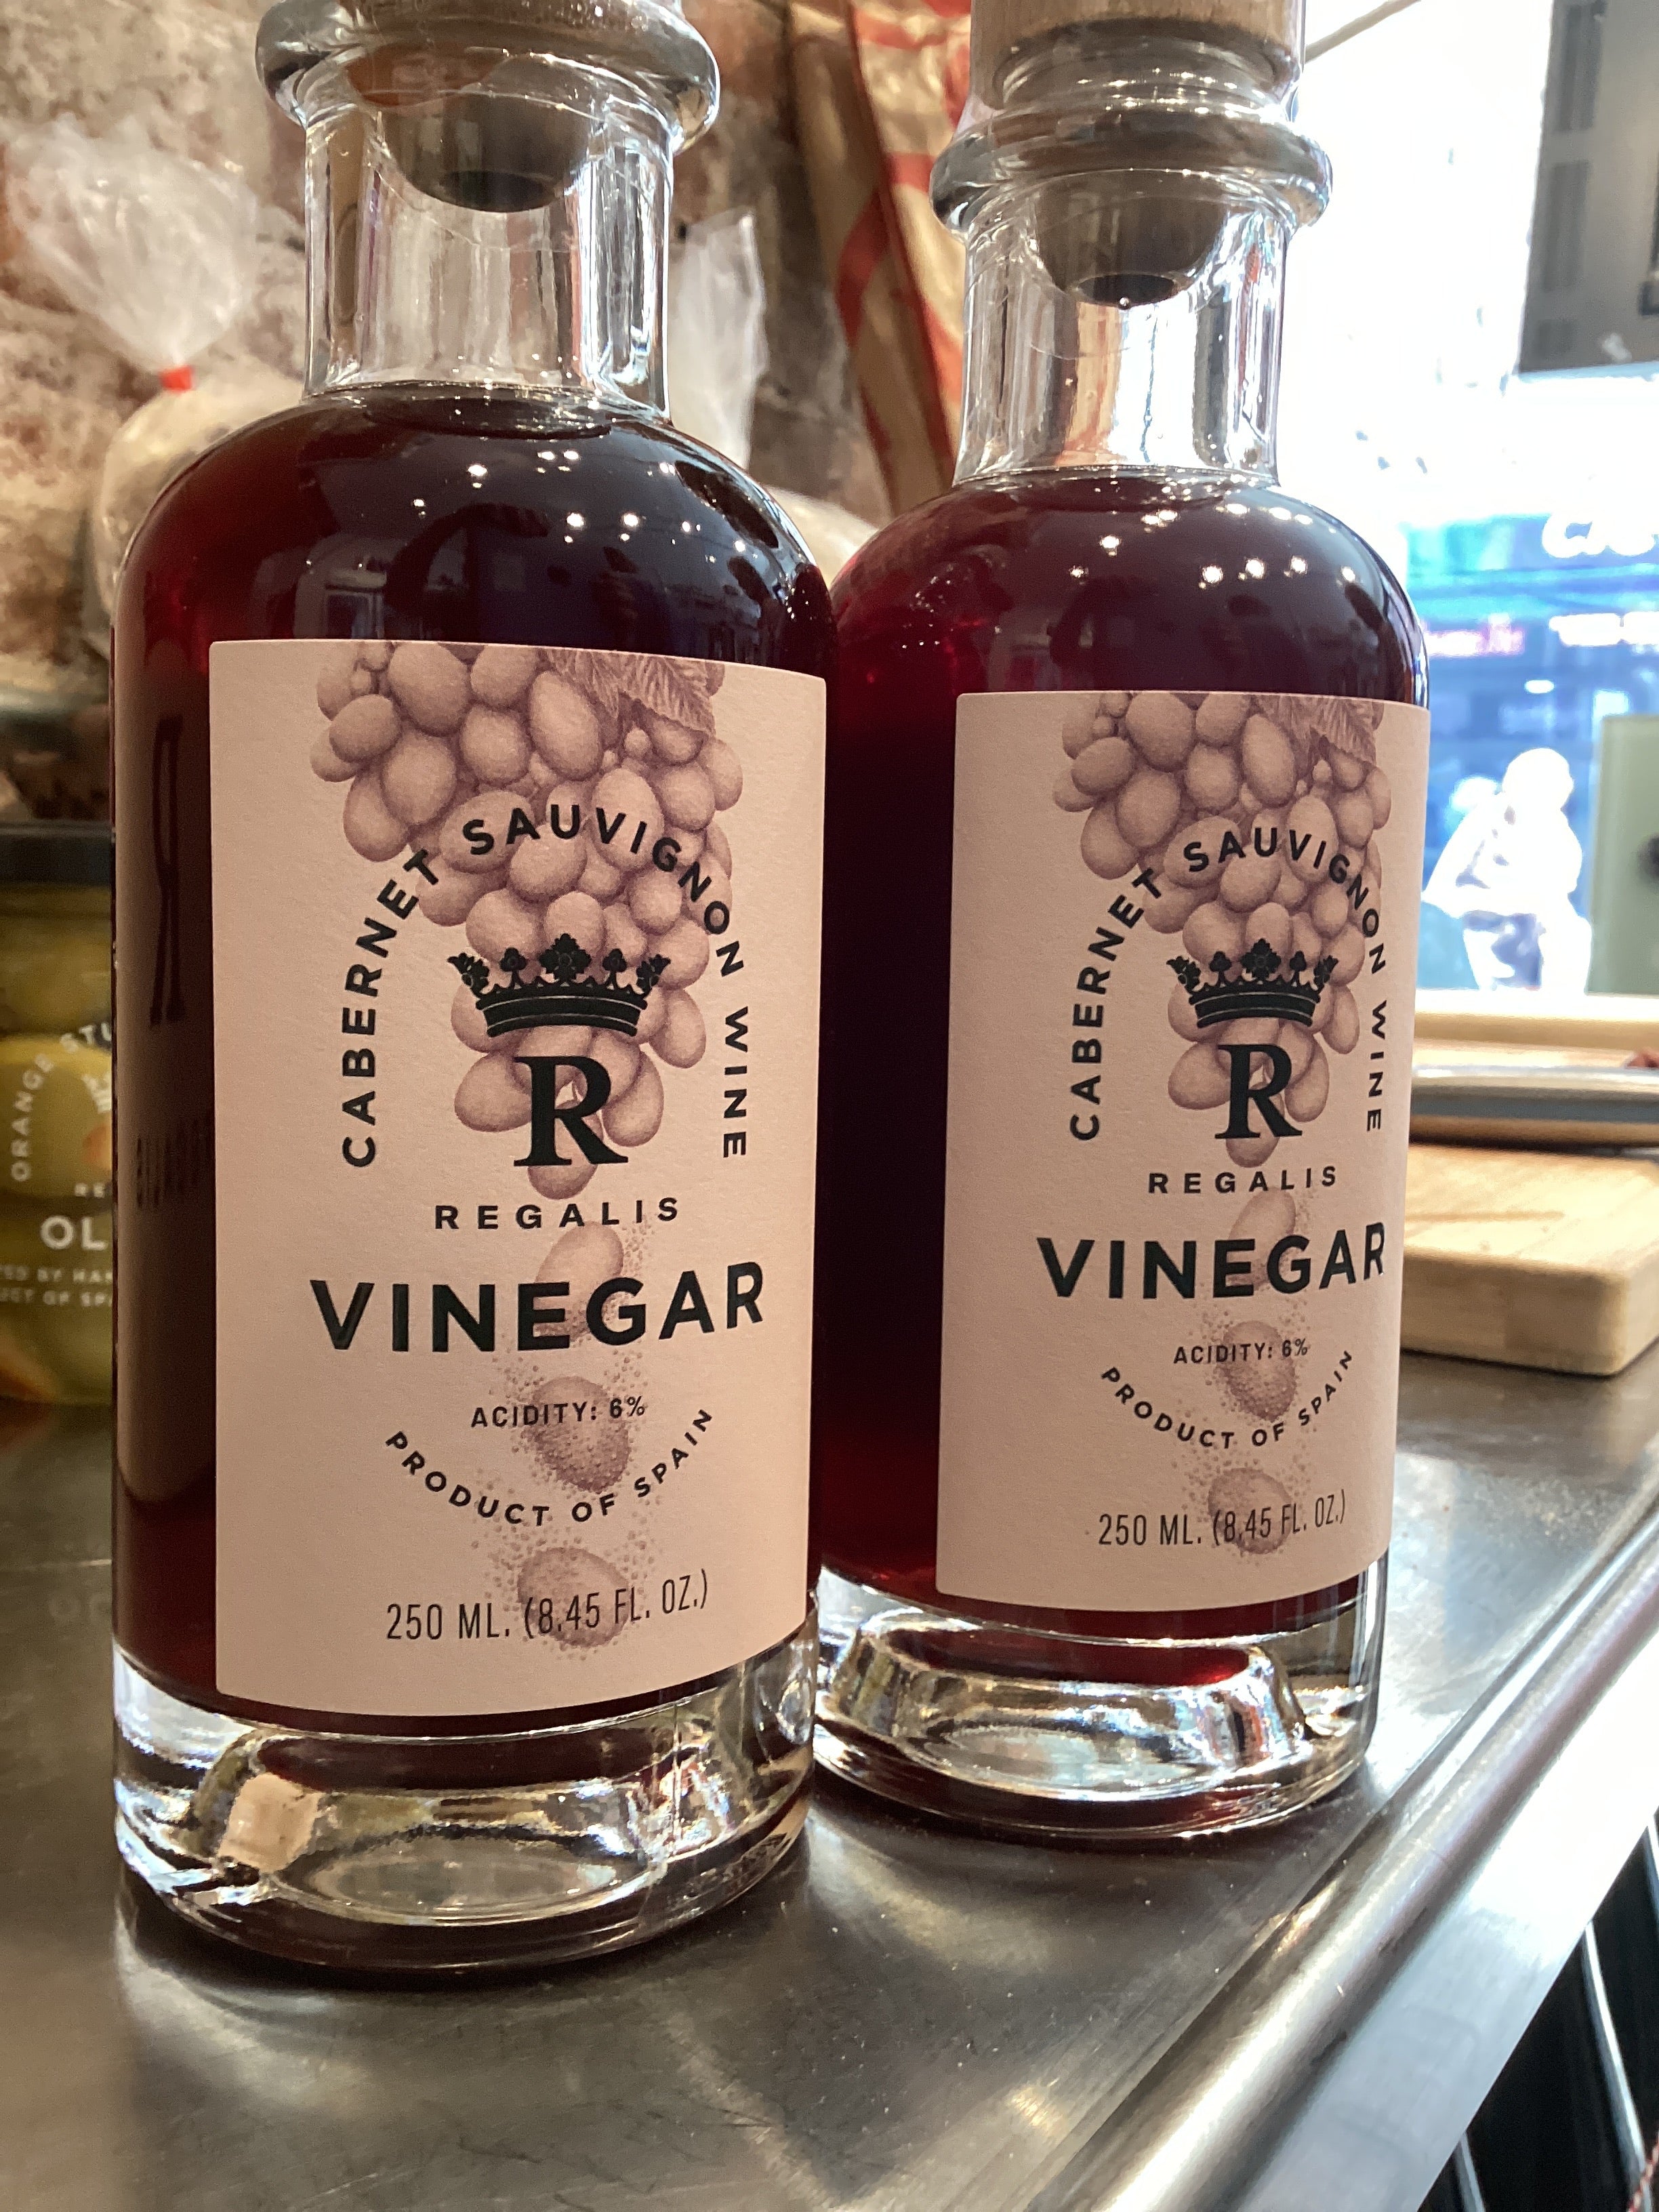 CABERNET SAUVIGNON WINE
R
REGALIS
VINEGAR
ACIDITY: 6%
PRODUCT OF SPAIN
250 ML. (8.45 FL. OZ.)
CABERNET SAUVIGNON WINE
R
REGALIS
VINEGAR
ACIDITY: 6%
PRODUCT OF SPAIN
250 ML. (8.45 FL. OZ.)
ORANGE